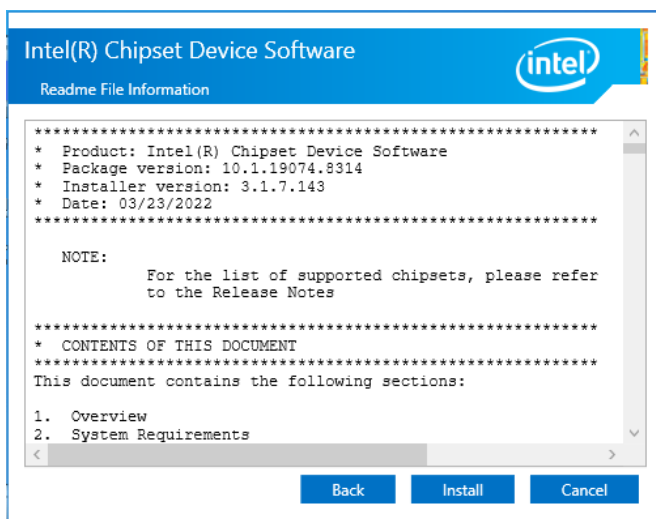 Intel(R) Chipset Device Software
intel
Readme File Information
************************************************************
*  Product: Intel(R) Chipset Device Software
*  Package version: 10.1.19074.8314
*  Installer version: 3.1.7.143
*  Date: 03/23/2022
************************************************************
NOTE:
For the list of supported chipsets, please refer
to the Release Notes
************************************************************
*  CONTENTS OF THIS DOCUMENT
************************************************************
This document contains the following sections:
1.  Overview
2.  System Requirements
Back Install Cancel